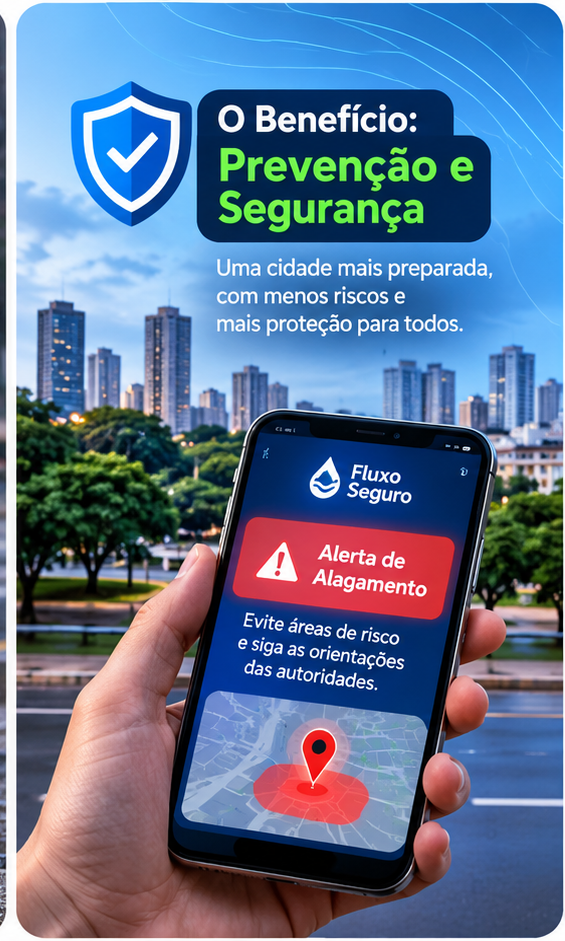 O Benefício:
Prevenção e
Segurança
Uma cidade mais preparada,
com menos riscos e
mais proteção para todos.
Fluxo
Seguro
Alerta de
Alagamento
Evite áreas de risco
e siga as orientações
das autoridades.